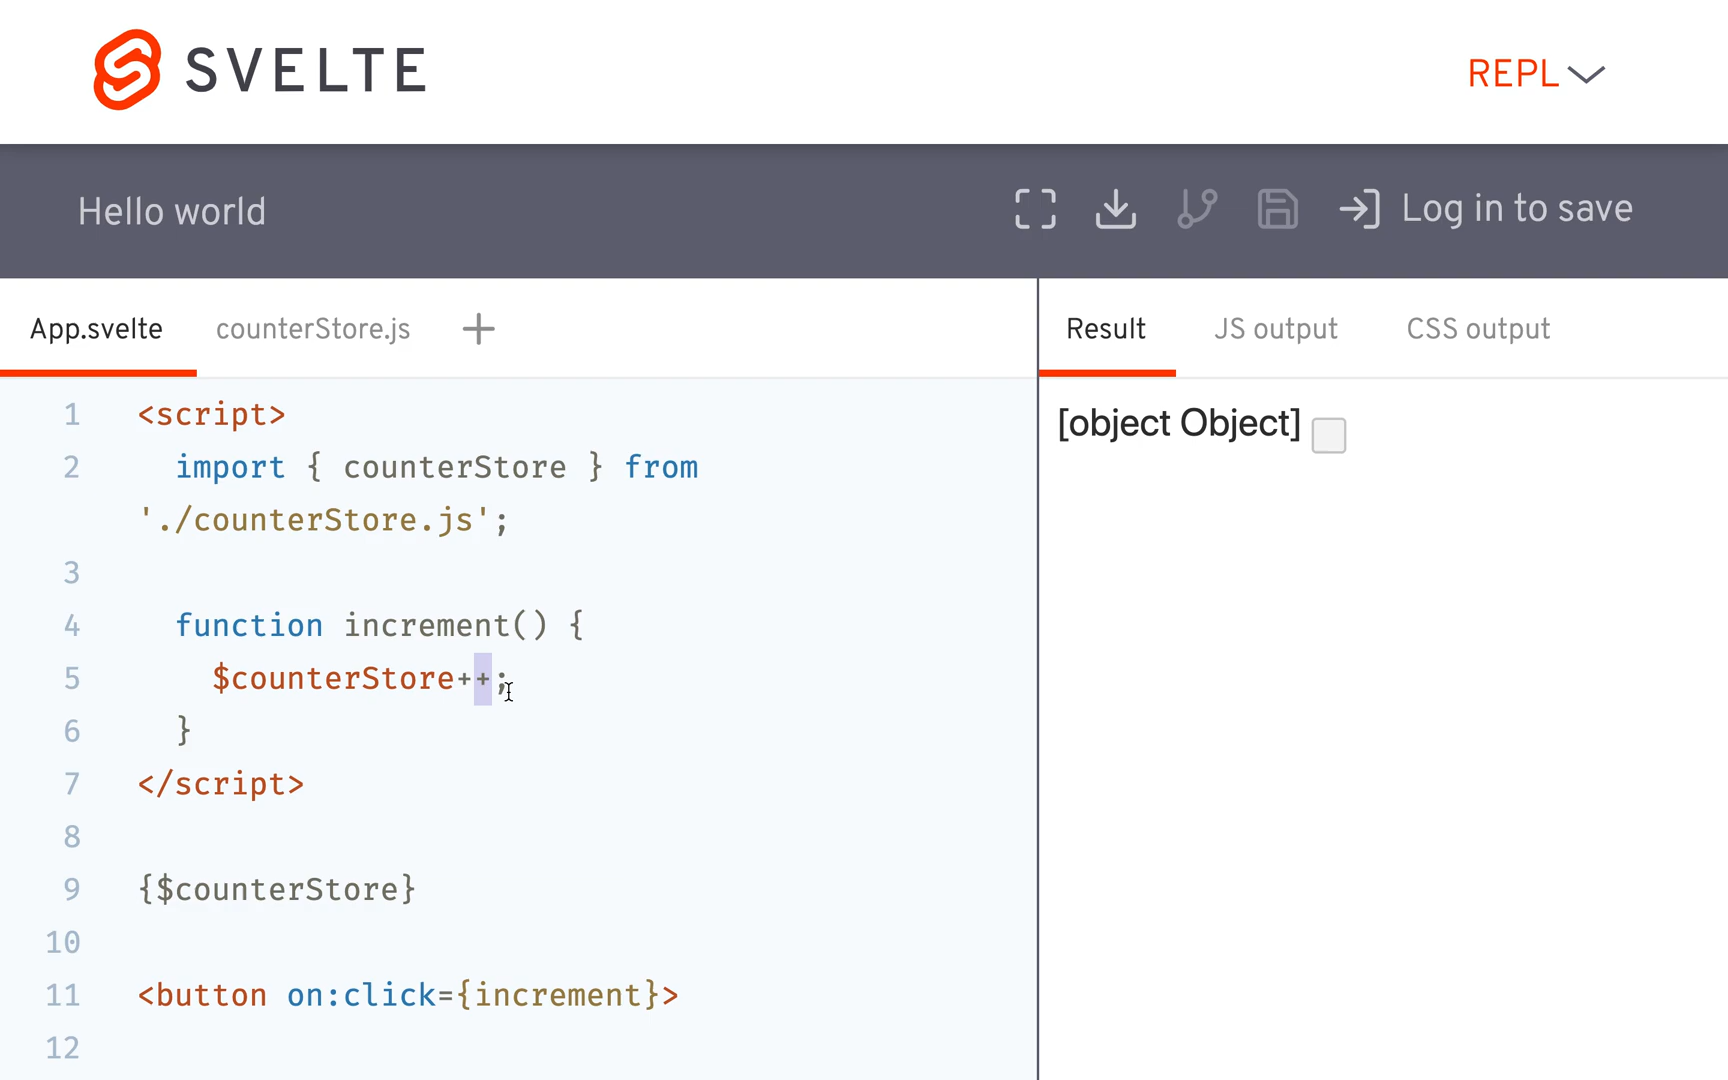 SVELTE
REPL
Hello world
Log in to save
App.svelte
counterStore.js
Result
JS output
CSS output
1 <script>
2 import { counterStore } from
'./counterStore.js';
3
4 function increment() {
5 $counterStore++;
6 }
7 </script>
8
9 {$counterStore}
10
11 <button on:click={increment}>
12
[object Object]